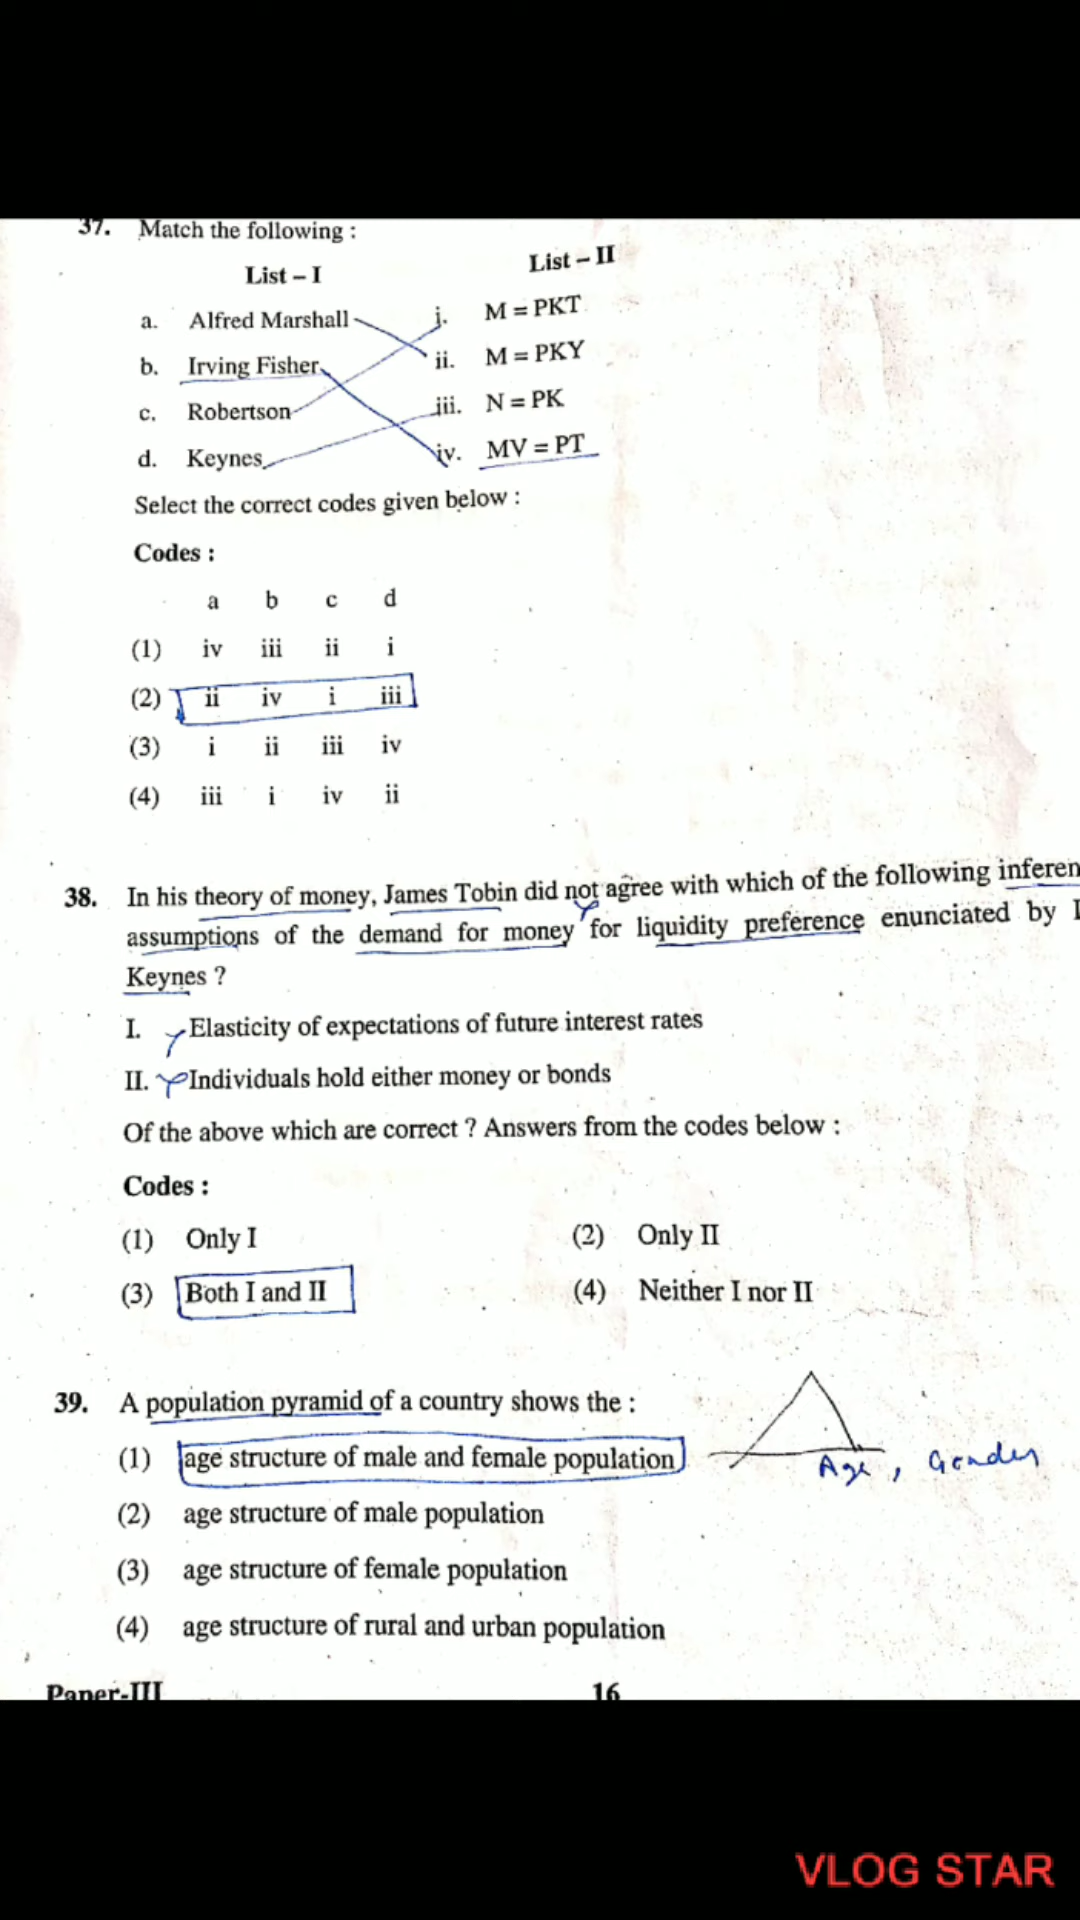 37. Match the following :
List – I List – II
a. Alfred Marshall i. M = PKT
b. Irving Fisher ii. M = PKY
c. Robertson iii. N = PK
d. Keynes iv. MV = PT
Select the correct codes given below :
Codes :
a b c d
(1) iv iii ii i
(2) ii iv i iii
(3) i ii iii iv
(4) iii i iv ii
38. In his theory of money, James Tobin did not agree with which of the following
assumptions of the demand for money for liquidity preference enunciated by
Keynes ?
I. Elasticity of expectations of future interest rates
II. Individuals hold either money or bonds
Of the above which are correct ? Answers from the codes below :
Codes :
(1) Only I (2) Only II
(3) Both I and II (4) Neither I nor II
39. A population pyramid of a country shows the :
(1) age structure of male and female population
Age, Gender
(2) age structure of male population
(3) age structure of female population
(4) age structure of rural and urban population
Paper-III 16
VLOG STAR